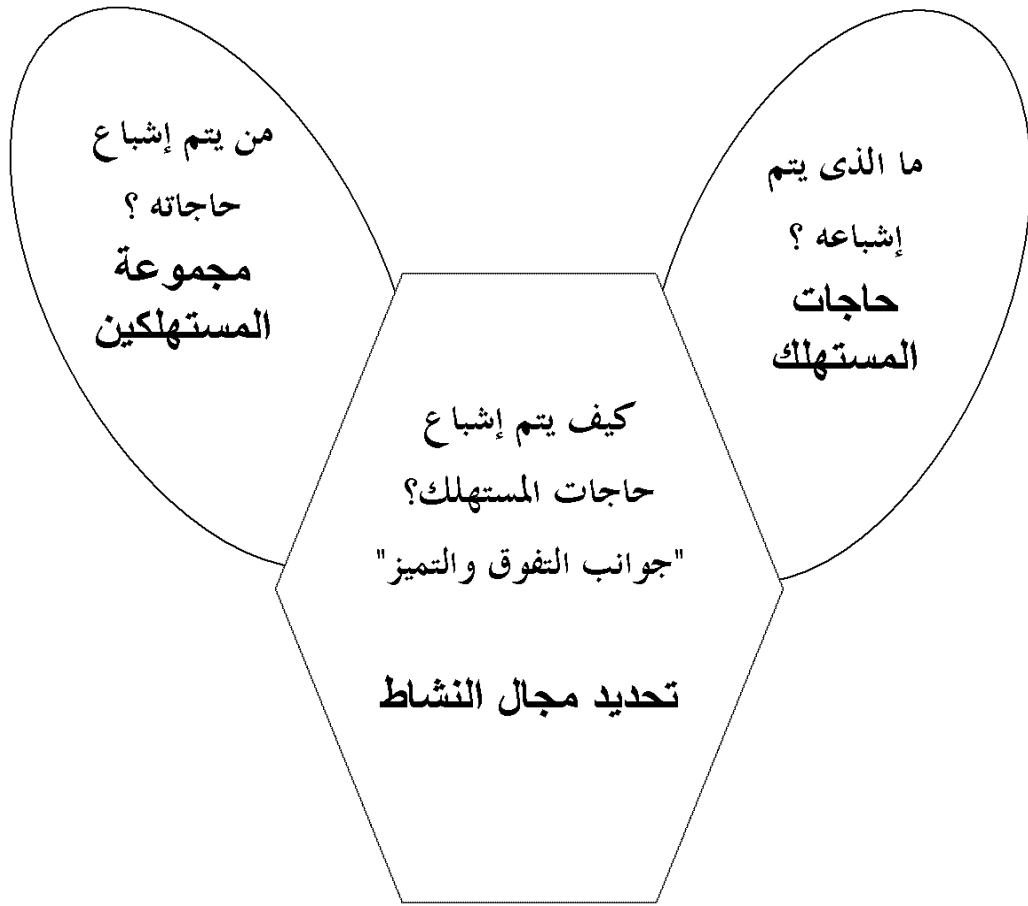 ما الذى يتم
إشباعه ؟
حاجات
المستهلك
من يتم إشباع
حاجاته ؟
مجموعة
المستهلكين
كيف يتم إشباع
حاجات المستهلك؟
"جوانب التفوق والتميز"
تحديد مجال النشاط